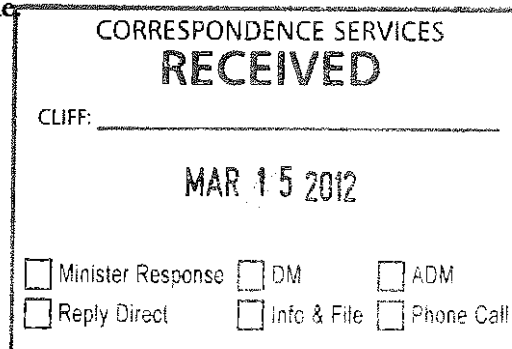 CORRESPONDENCE SERVICES
RECEIVED
CLIFF:
MAR 15 2012
Minister Response DM ADM
Reply Direct Info & File Phone Call